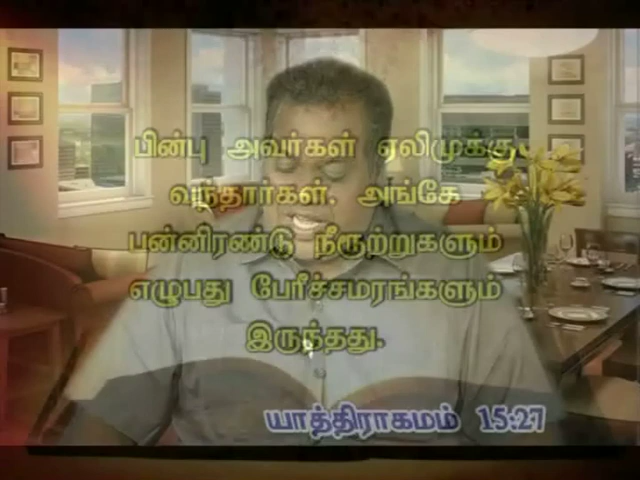 பின்பு அவர்கள் ஏலிமுக்கு
வந்தார்கள். அங்கே
பன்னிரண்டு நீரூற்றுகளும்
எழுபது பேரீச்சமரங்களும்
இருந்தது.
யாத்திராகமம் 15:27